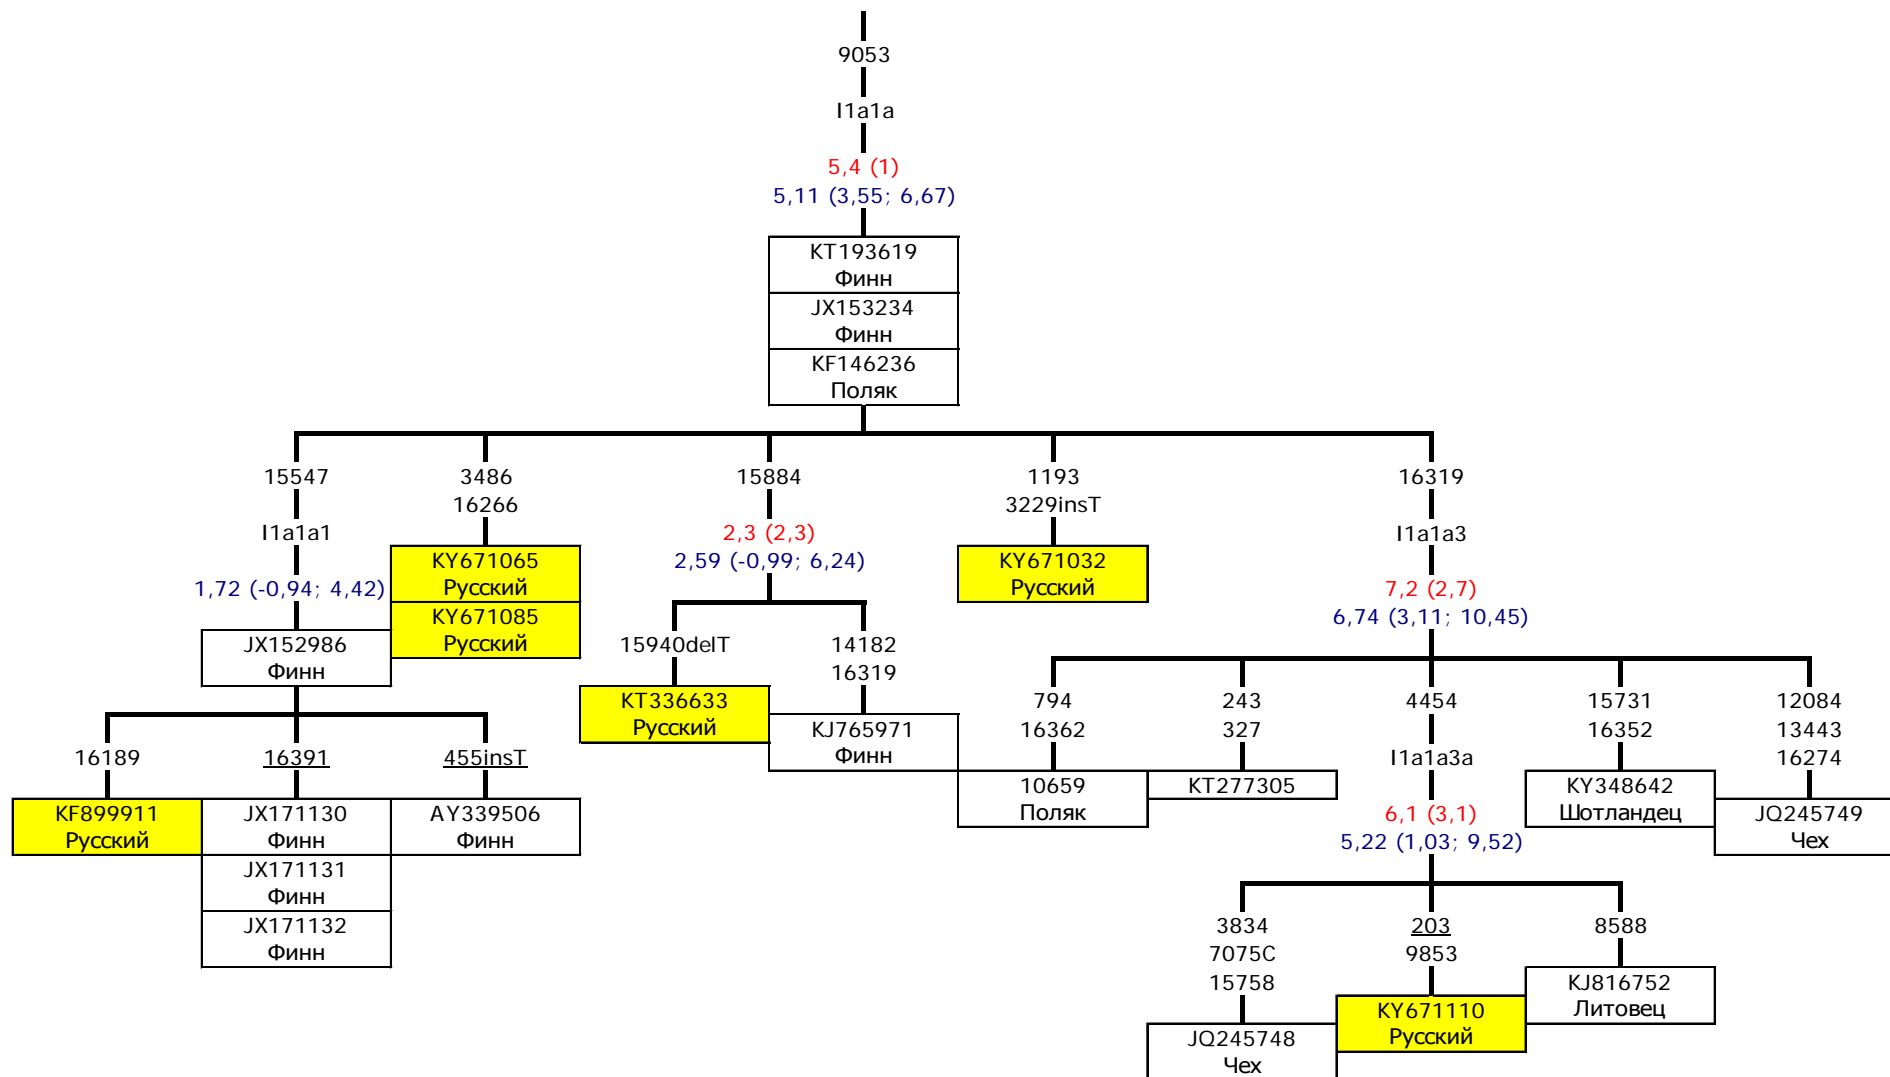 9053
I1a1a
5,4 (1)
5,11 (3,55; 6,67)
KT193619
Финн
JX153234
Финн
KF146236
Поляк
15547
I1a1a1
1,72 (-0,94; 4,42)
JX152986
Финн
16189
KF899911
Русский
16391
JX171130
Финн
JX171131
Финн
JX171132
Финн
455insT
AY339506
Финн
3486
16266
KY671065
Русский
KY671085
Русский
15884
2,3 (2,3)
2,59 (-0,99; 6,24)
15940delT
KT336633
Русский
14182
16319
KJ765971
Финн
1193
3229insT
KY671032
Русский
16319
I1a1a3
7,2 (2,7)
6,74 (3,11; 10,45)
794
16362
10659
Поляк
243
327
KT277305
4454
I1a1a3a
6,1 (3,1)
5,22 (1,03; 9,52)
3834
7075C
15758
JQ245748
Чех
203
9853
KY671110
Русский
8588
KJ816752
Литовец
15731
16352
KY348642
Шотландец
12084
13443
16274
JQ245749
Чех